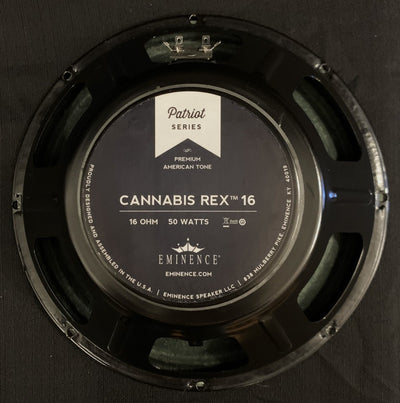 Patriot
SERIES
PREMIUM
AMERICAN TONE
CANNABIS REX™ 16
16 OHM 50 WATTS
EMINENCE®
EMINENCE.COM
PROUDLY DESIGNED AND ASSEMBLED IN THE U.S.A. | EMINENCE SPEAKER LLC | 838 MULBERRY PIKE EMINENCE KY 40019